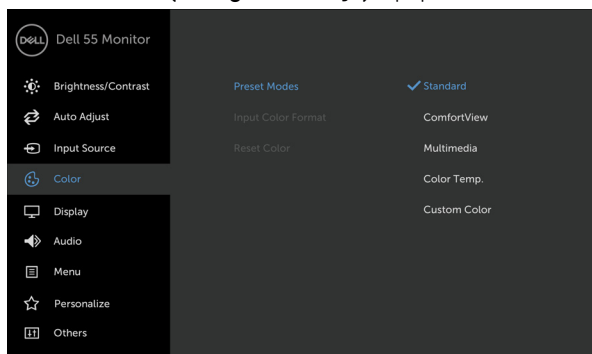 DELL Dell 55 Monitor
Brightness/Contrast Preset Modes Standard
Auto Adjust Input Color Format ComfortView
Input Source Reset Color Multimedia
Color Color Temp.
Display Custom Color
Audio
Menu
Personalize
Others